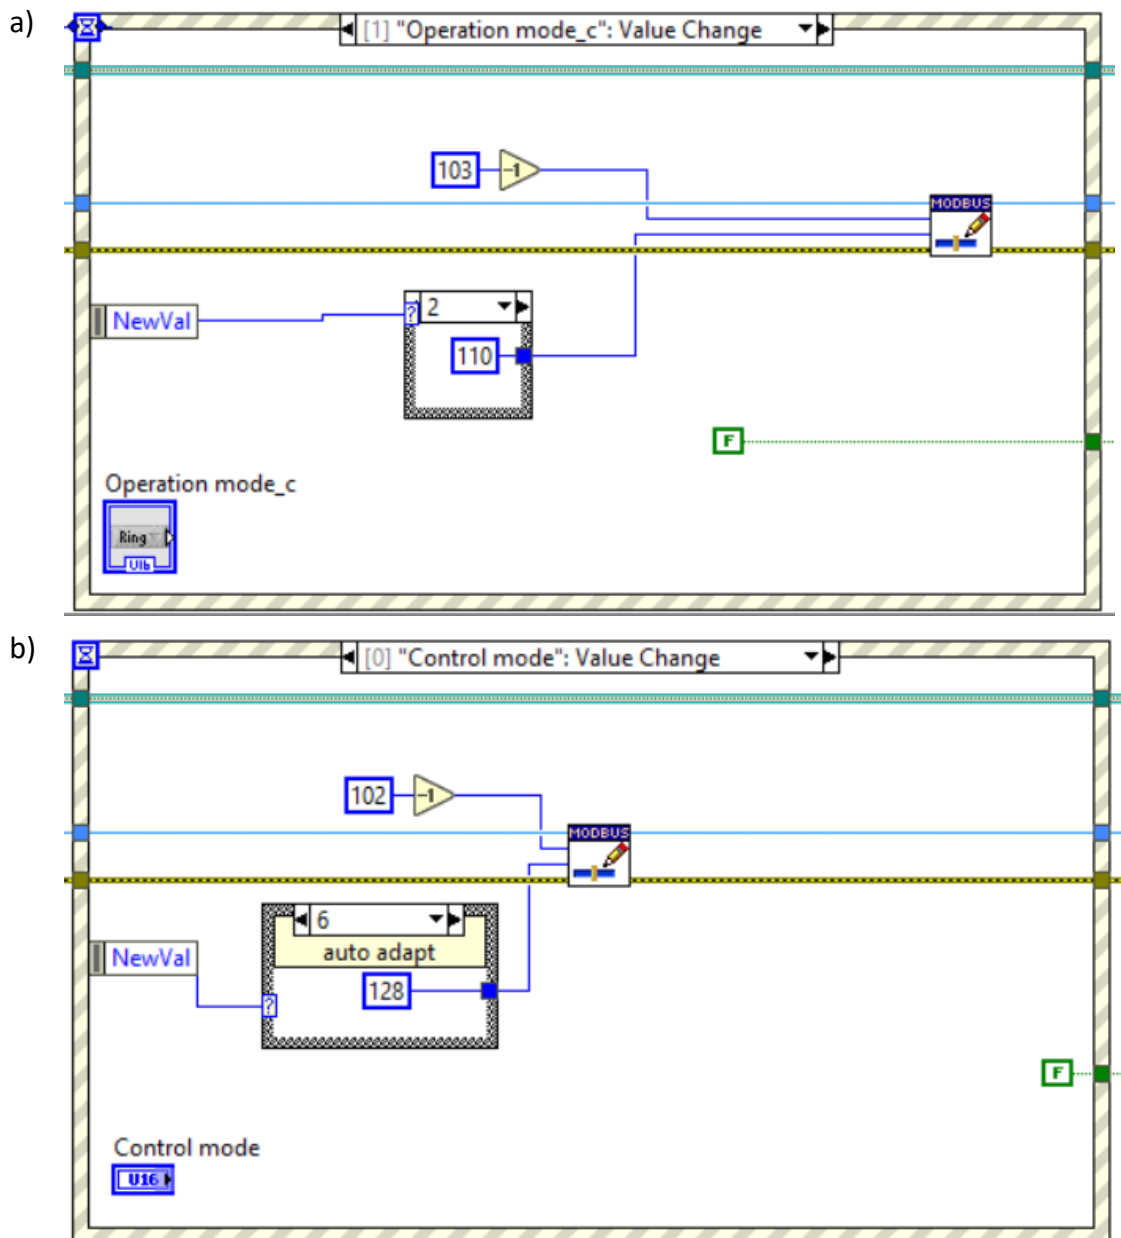 a)
[1] "Operation mode_c": Value Change
103
-1
MODBUS
2
NewVal
?
110
F
Operation mode_c
Ring
U16
b)
[0] "Control mode": Value Change
102
-1
MODBUS
6
auto adapt
NewVal
128
?
F
Control mode
U16